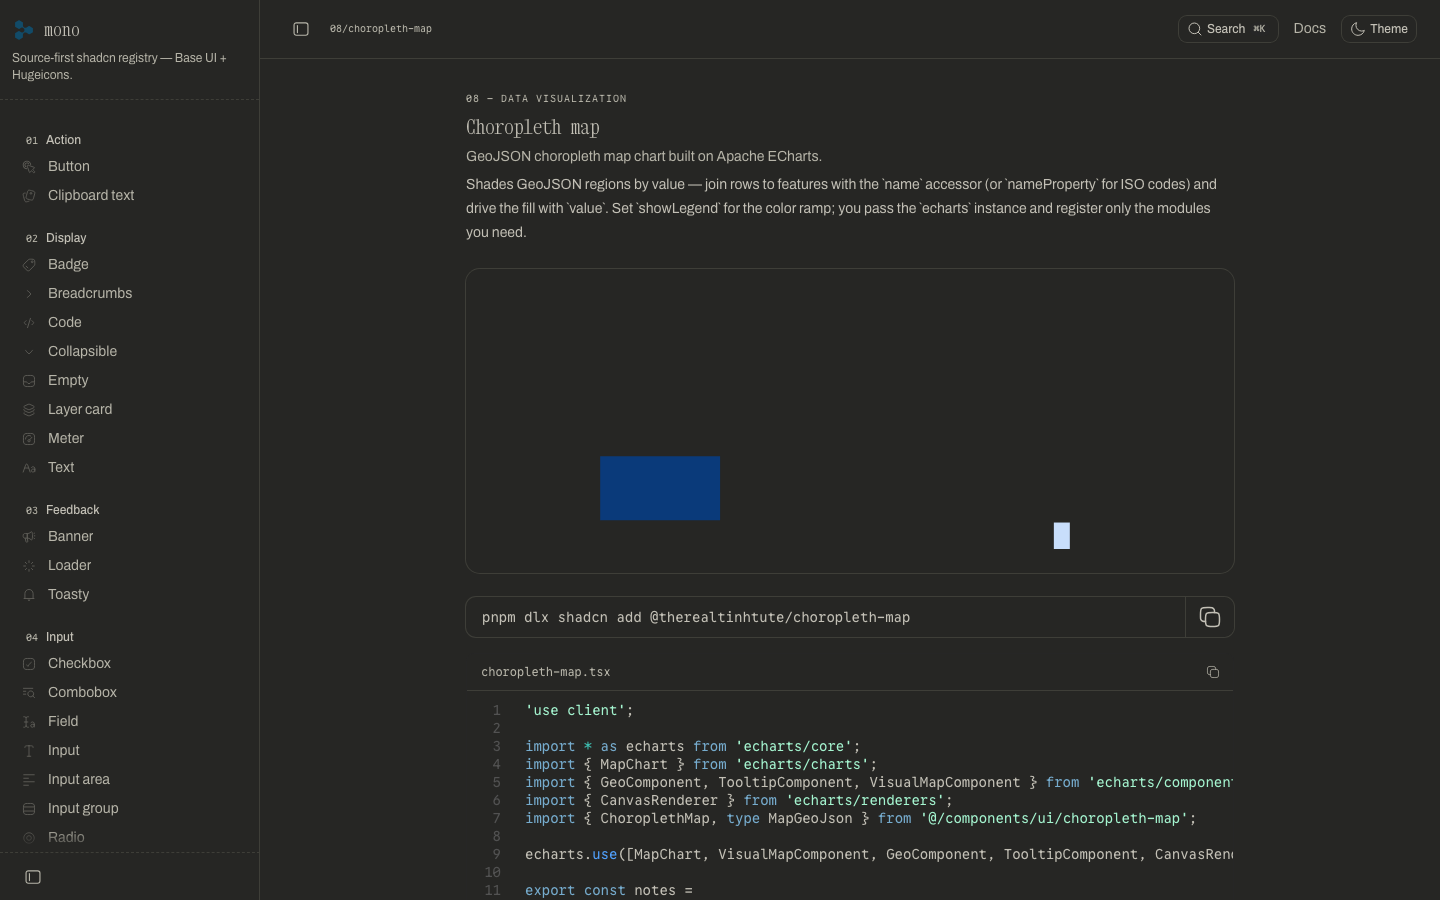 mono
Source-first shadcn registry — Base UI +
Hugeicons.
01 Action
Button
Clipboard text
02 Display
Badge
Breadcrumbs
Code
Collapsible
Empty
Layer card
Meter
Text
03 Feedback
Banner
Loader
Toasty
04 Input
Checkbox
Combobox
Field
Input
Input area
Input group
Radio
08/choropleth-map
Search ⌘K
Docs
Theme
08 — DATA VISUALIZATION
Choropleth map
GeoJSON choropleth map chart built on Apache ECharts.
Shades GeoJSON regions by value — join rows to features with the `name` accessor (or `nameProperty` for ISO codes) and
drive the fill with `value`. Set `showLegend` for the color ramp; you pass the `echarts` instance and register only the modules
you need.
pnpm dlx shadcn add @therealtinhtute/choropleth-map
choropleth-map.tsx
1 'use client';
2
3 import * as echarts from 'echarts/core';
4 import { MapChart } from 'echarts/charts';
5 import { GeoComponent, TooltipComponent, VisualMapComponent } from 'echarts/component
6 import { CanvasRenderer } from 'echarts/renderers';
7 import { ChoroplethMap, type MapGeoJson } from '@/components/ui/choropleth-map';
8
9 echarts.use([MapChart, VisualMapComponent, GeoComponent, TooltipComponent, CanvasRend
10
11 export const notes =